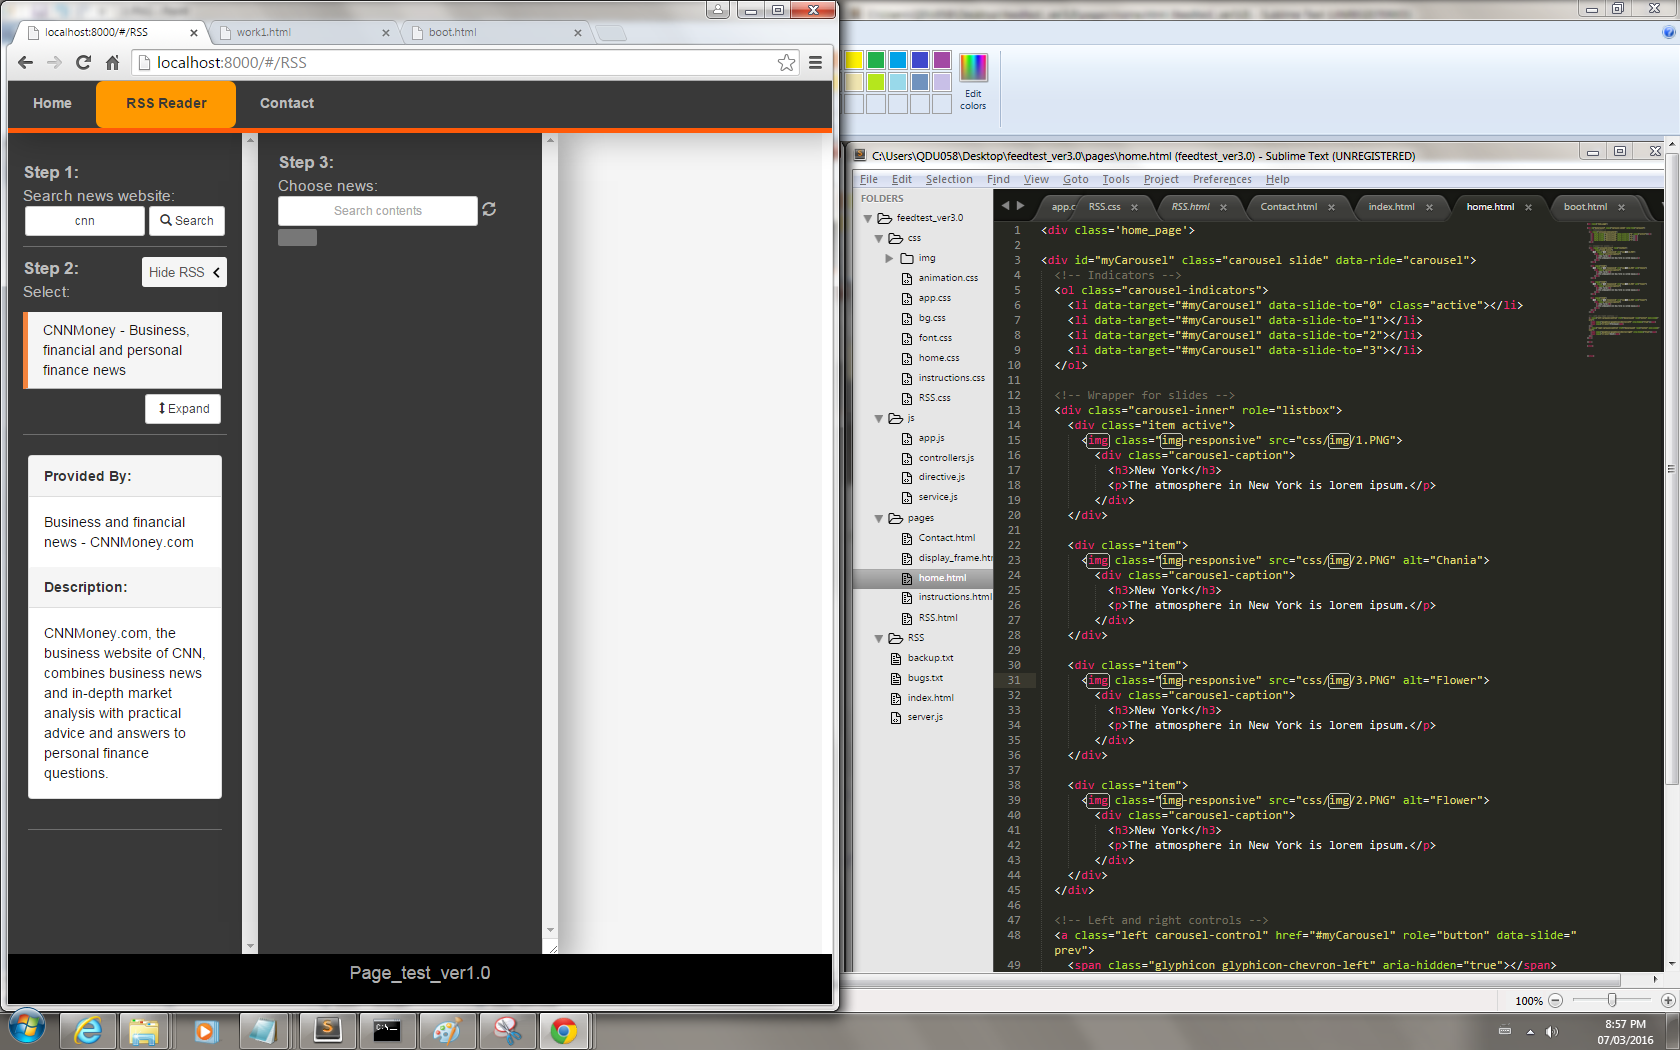 localhost:8000/#/RSS
work1.html
boot.html
localhost:8000/#/RSS
Home
RSS Reader
Contact
Step 1:
Search news website:
cnn
Search
Step 2:
Hide RSS
Select:
CNNMoney - Business,
financial and personal
finance news
Expand
Provided By:
Business and financial
news - CNNMoney.com
Description:
CNNMoney.com, the
business website of CNN,
combines business news
and in-depth market
analysis with practical
advice and answers to
personal finance
questions.
Step 3:
Choose news:
Search contents
Page_test_ver1.0
Edit
colors
C:\Users\QDU058\Desktop\feedtest_ver3.0\pages\home.html (feedtest_ver3.0) - Sublime Text (UNREGISTERED)
File Edit Selection Find View Goto Tools Project Preferences Help
FOLDERS
feedtest_ver3.0
css
img
animation.css
app.css
bg.css
font.css
home.css
instructions.css
RSS.css
js
app.js
controllers.js
directive.js
service.js
pages
Contact.html
display_frame.htm
home.html
instructions.html
RSS.html
RSS
backup.txt
bugs.txt
index.html
server.js
app.c RSS.css RSS.html Contact.html index.html home.html boot.html
1 <div class='home_page'>
2
3 <div id="myCarousel" class="carousel slide" data-ride="carousel">
4 <!-- Indicators -->
5 <ol class="carousel-indicators">
6 <li data-target="#myCarousel" data-slide-to="0" class="active"></li>
7 <li data-target="#myCarousel" data-slide-to="1"></li>
8 <li data-target="#myCarousel" data-slide-to="2"></li>
9 <li data-target="#myCarousel" data-slide-to="3"></li>
10 </ol>
11
12 <!-- Wrapper for slides -->
13 <div class="carousel-inner" role="listbox">
14 <div class="item active">
15 <img class="img-responsive" src="css/img/1.PNG">
16 <div class="carousel-caption">
17 <h3>New York</h3>
18 <p>The atmosphere in New York is lorem ipsum.</p>
19 </div>
20 </div>
21
22 <div class="item">
23 <img class="img-responsive" src="css/img/2.PNG" alt="Chania">
24 <div class="carousel-caption">
25 <h3>New York</h3>
26 <p>The atmosphere in New York is lorem ipsum.</p>
27 </div>
28 </div>
29
30 <div class="item">
31 <img class="img-responsive" src="css/img/3.PNG" alt="Flower">
32 <div class="carousel-caption">
33 <h3>New York</h3>
34 <p>The atmosphere in New York is lorem ipsum.</p>
35 </div>
36 </div>
37
38 <div class="item">
39 <img class="img-responsive" src="css/img/2.PNG" alt="Flower">
40 <div class="carousel-caption">
41 <h3>New York</h3>
42 <p>The atmosphere in New York is lorem ipsum.</p>
43 </div>
44 </div>
45 </div>
46
47 <!-- Left and right controls -->
48 <a class="left carousel-control" href="#myCarousel" role="button" data-slide="
prev">
49 <span class="glyphicon glyphicon-chevron-left" aria-hidden="true"></span>
100%
8:57 PM
07/03/2016